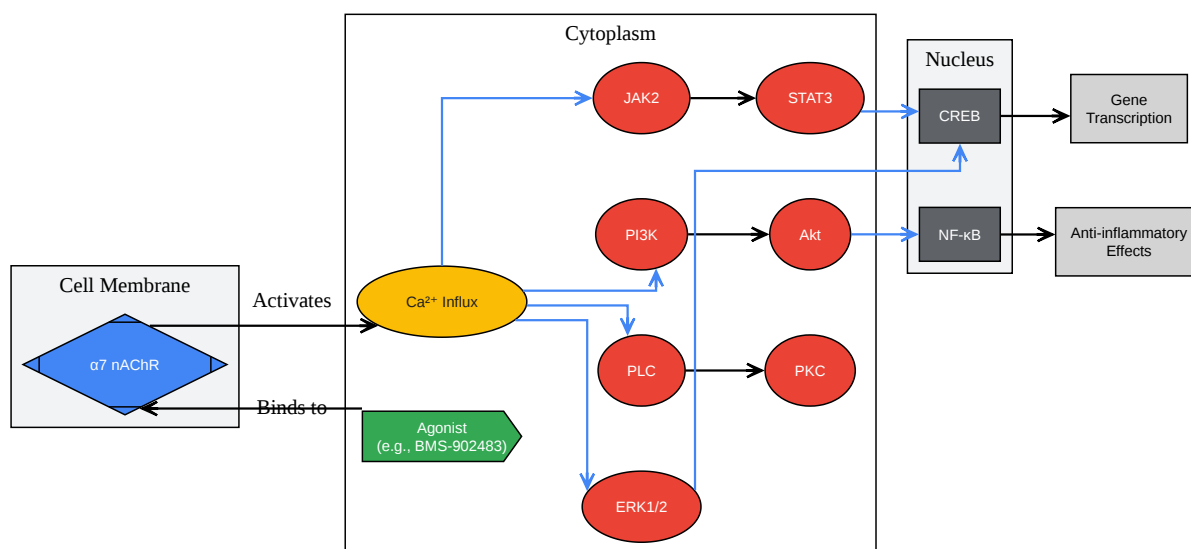 Cytoplasm
Nucleus
JAK2
STAT3
CREB
Gene
Transcription
PI3K
Akt
NF-κB
Anti-inflammatory
Effects
Cell Membrane
Activates
Ca²⁺ Influx
α7 nAChR
PLC
PKC
Binds to
Agonist
(e.g., BMS-902483)
ERK1/2